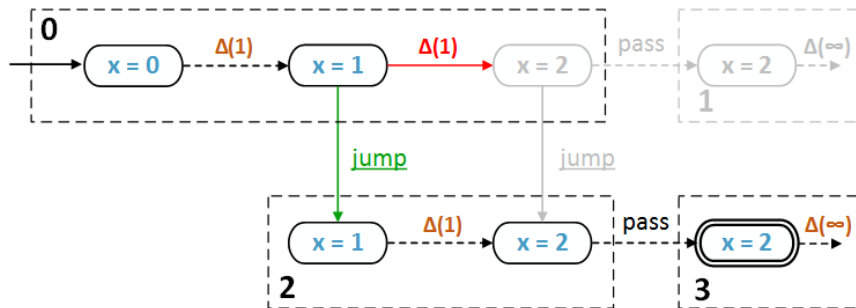 0
x = 0
Δ(1)
x = 1
Δ(1)
x = 2
pass
x = 2
Δ(∞)
1
jump
jump
x = 1
Δ(1)
x = 2
pass
x = 2
Δ(∞)
2
3